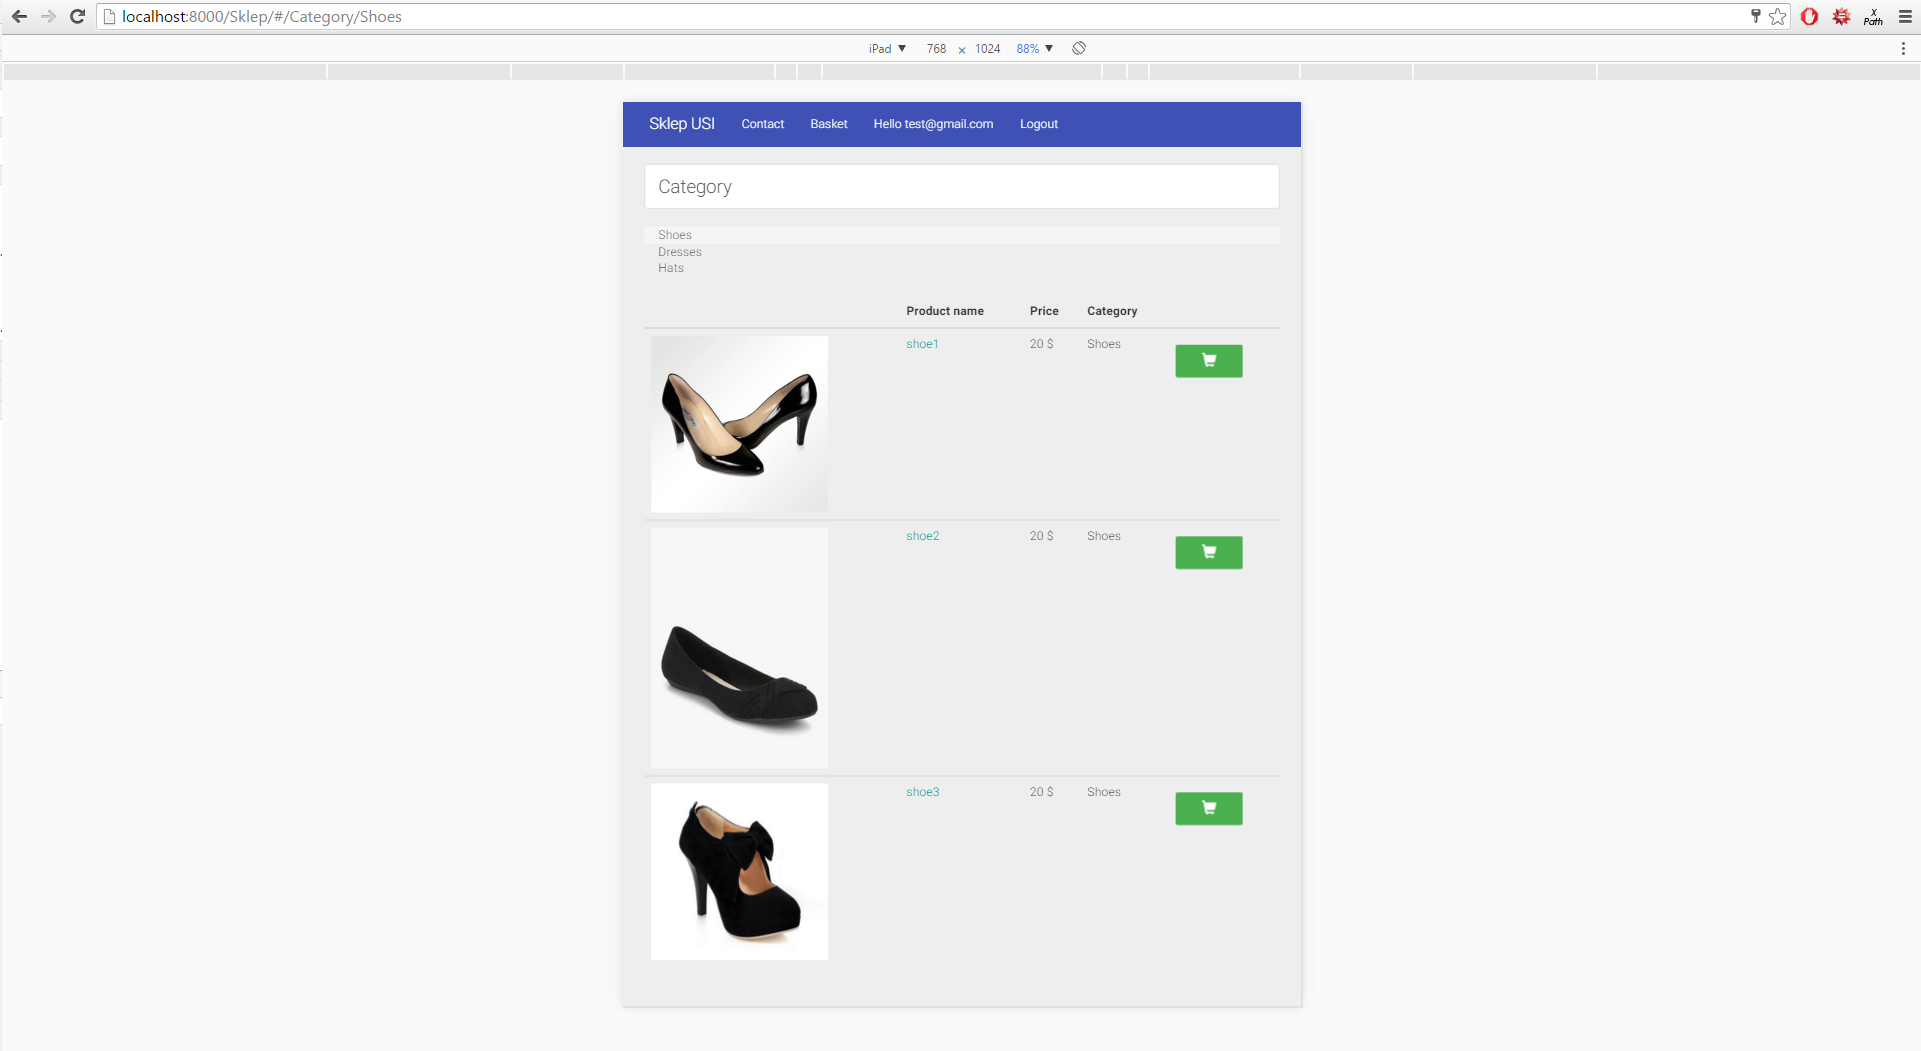 localhost:8000/Sklep/#/Category/Shoes
X Path
iPad ▼ 768 × 1024 88% ▼
Sklep USI Contact Basket Hello test@gmail.com Logout
Category
Shoes
Dresses
Hats
Product name Price Category
shoe1 20 $ Shoes
shoe2 20 $ Shoes
shoe3 20 $ Shoes